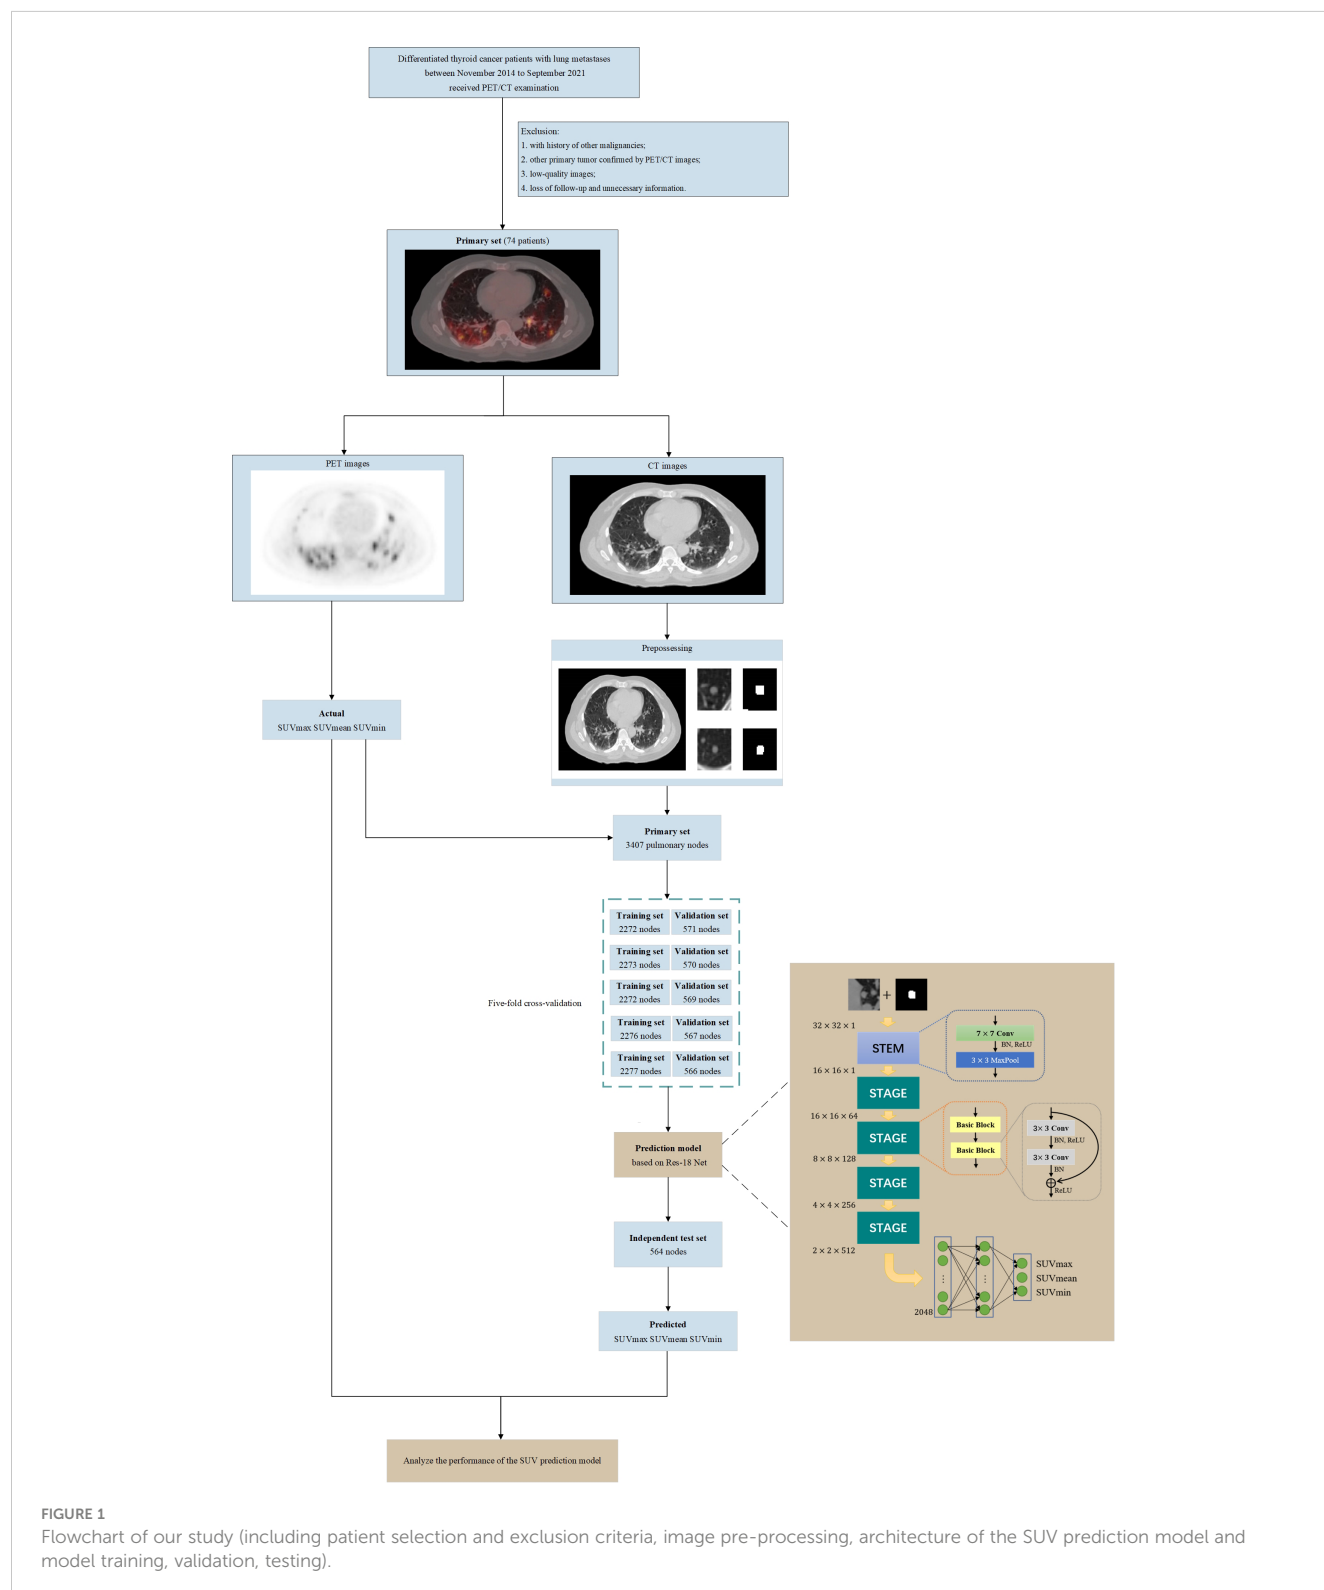 Differentiated thyroid cancer patients with lung metastases
between November 2014 to September 2021
received PET/CT examination
Exclusion:
1. with history of other malignancies;
2. other primary tumor confirmed by PET/CT images;
3. low-quality images;
4. loss of follow-up and unnecessary information.
Primary set (74 patients)
PET images
CT images
Prepossessing
Actual
SUVmax SUVmean SUVmin
Primary set
3407 pulmonary nodes
Five-fold cross-validation
Training set
2272 nodes
Validation set
571 nodes
Training set
2273 nodes
Validation set
570 nodes
Training set
2272 nodes
Validation set
569 nodes
Training set
2276 nodes
Validation set
567 nodes
Training set
2277 nodes
Validation set
566 nodes
Prediction model
based on Res-18 Net
Independent test set
564 nodes
Predicted
SUVmax SUVmean SUVmin
Analyze the performance of the SUV prediction model
+
32 × 32 × 1
STEM
7 × 7 Conv
BN, ReLU
3 × 3 MaxPool
16 × 16 × 1
STAGE
16 × 16 × 64
STAGE
Basic Block
Basic Block
3× 3 Conv
BN, ReLU
3× 3 Conv
BN
ReLU
8 × 8 × 128
STAGE
4 × 4 × 256
STAGE
2 × 2 × 512
2048
SUVmax
SUVmean
SUVmin
FIGURE 1
Flowchart of our study (including patient selection and exclusion criteria, image pre-processing, architecture of the SUV prediction model and
model training, validation, testing).